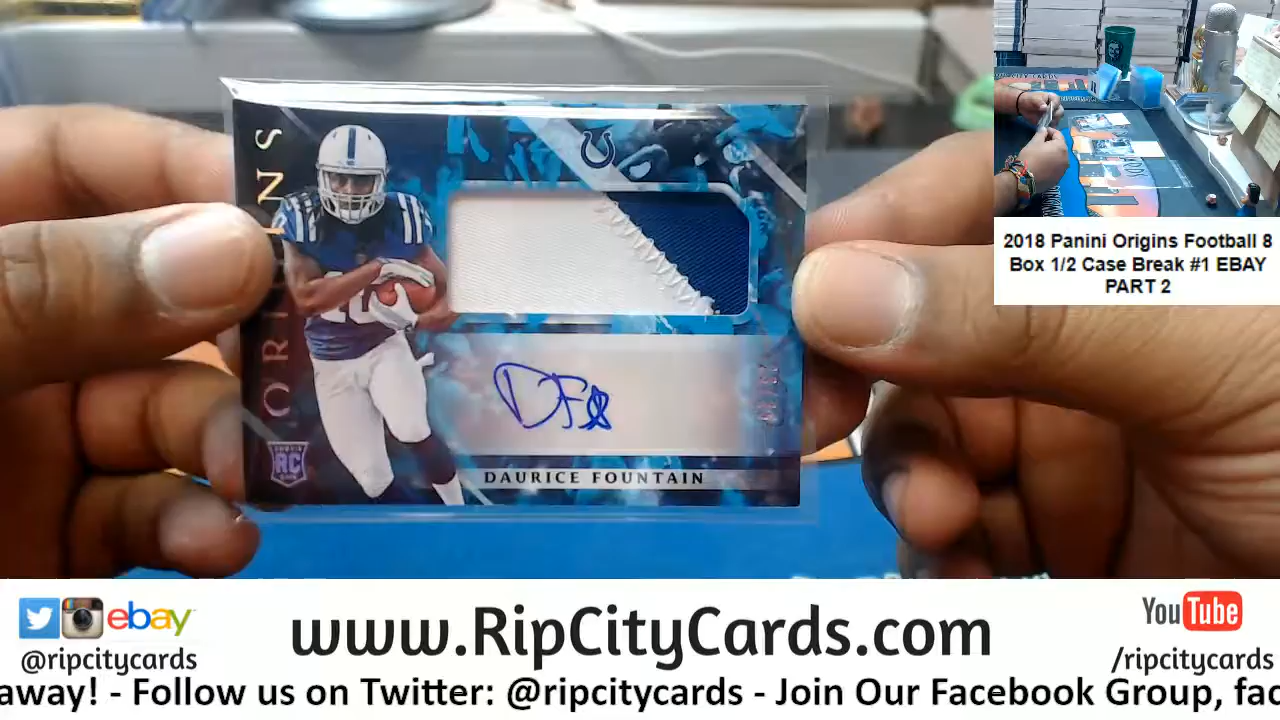 ORIGINS
RC
DAURICE FOUNTAIN
2018 Panini Origins Football 8
Box 1/2 Case Break #1 EBAY
PART 2
ebay
@ripcitycards
www.RipCityCards.com
YouTube
/ripcitycards
away! - Follow us on Twitter: @ripcitycards - Join Our Facebook Group, fac